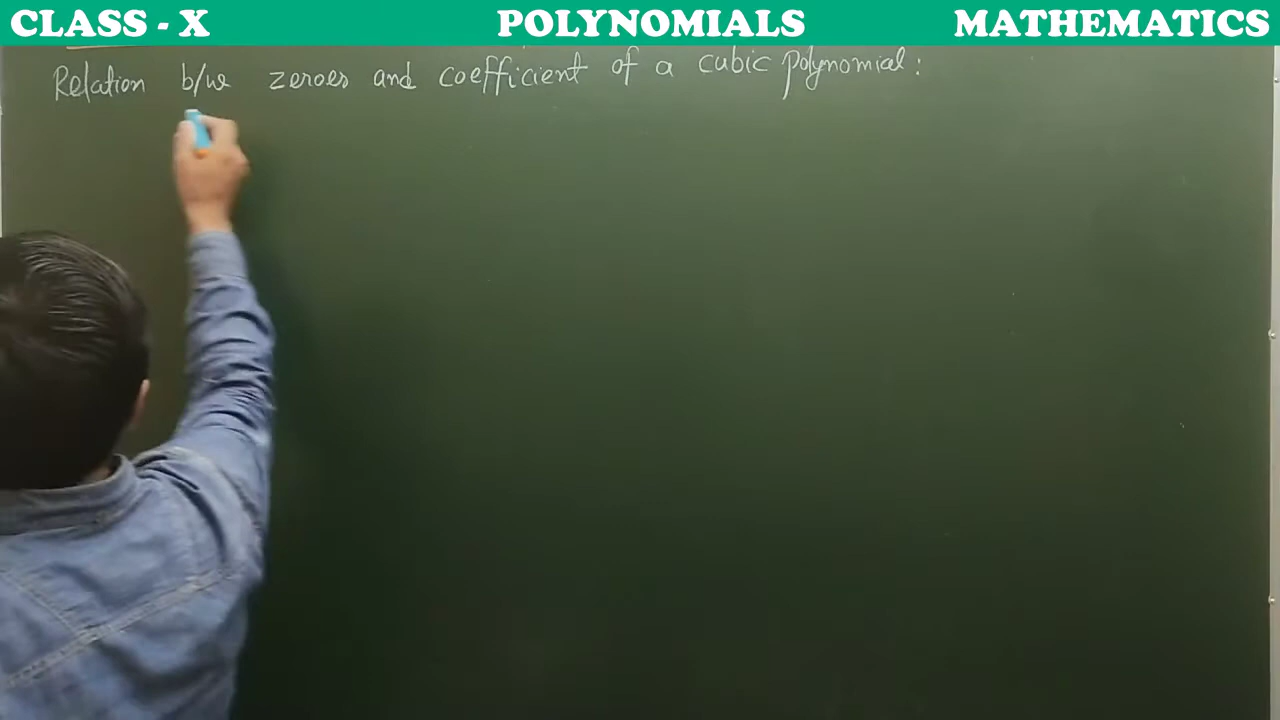 CLASS - X POLYNOMIALS MATHEMATICS
Relation b/w zeroes and coefficient of a cubic polynomial: